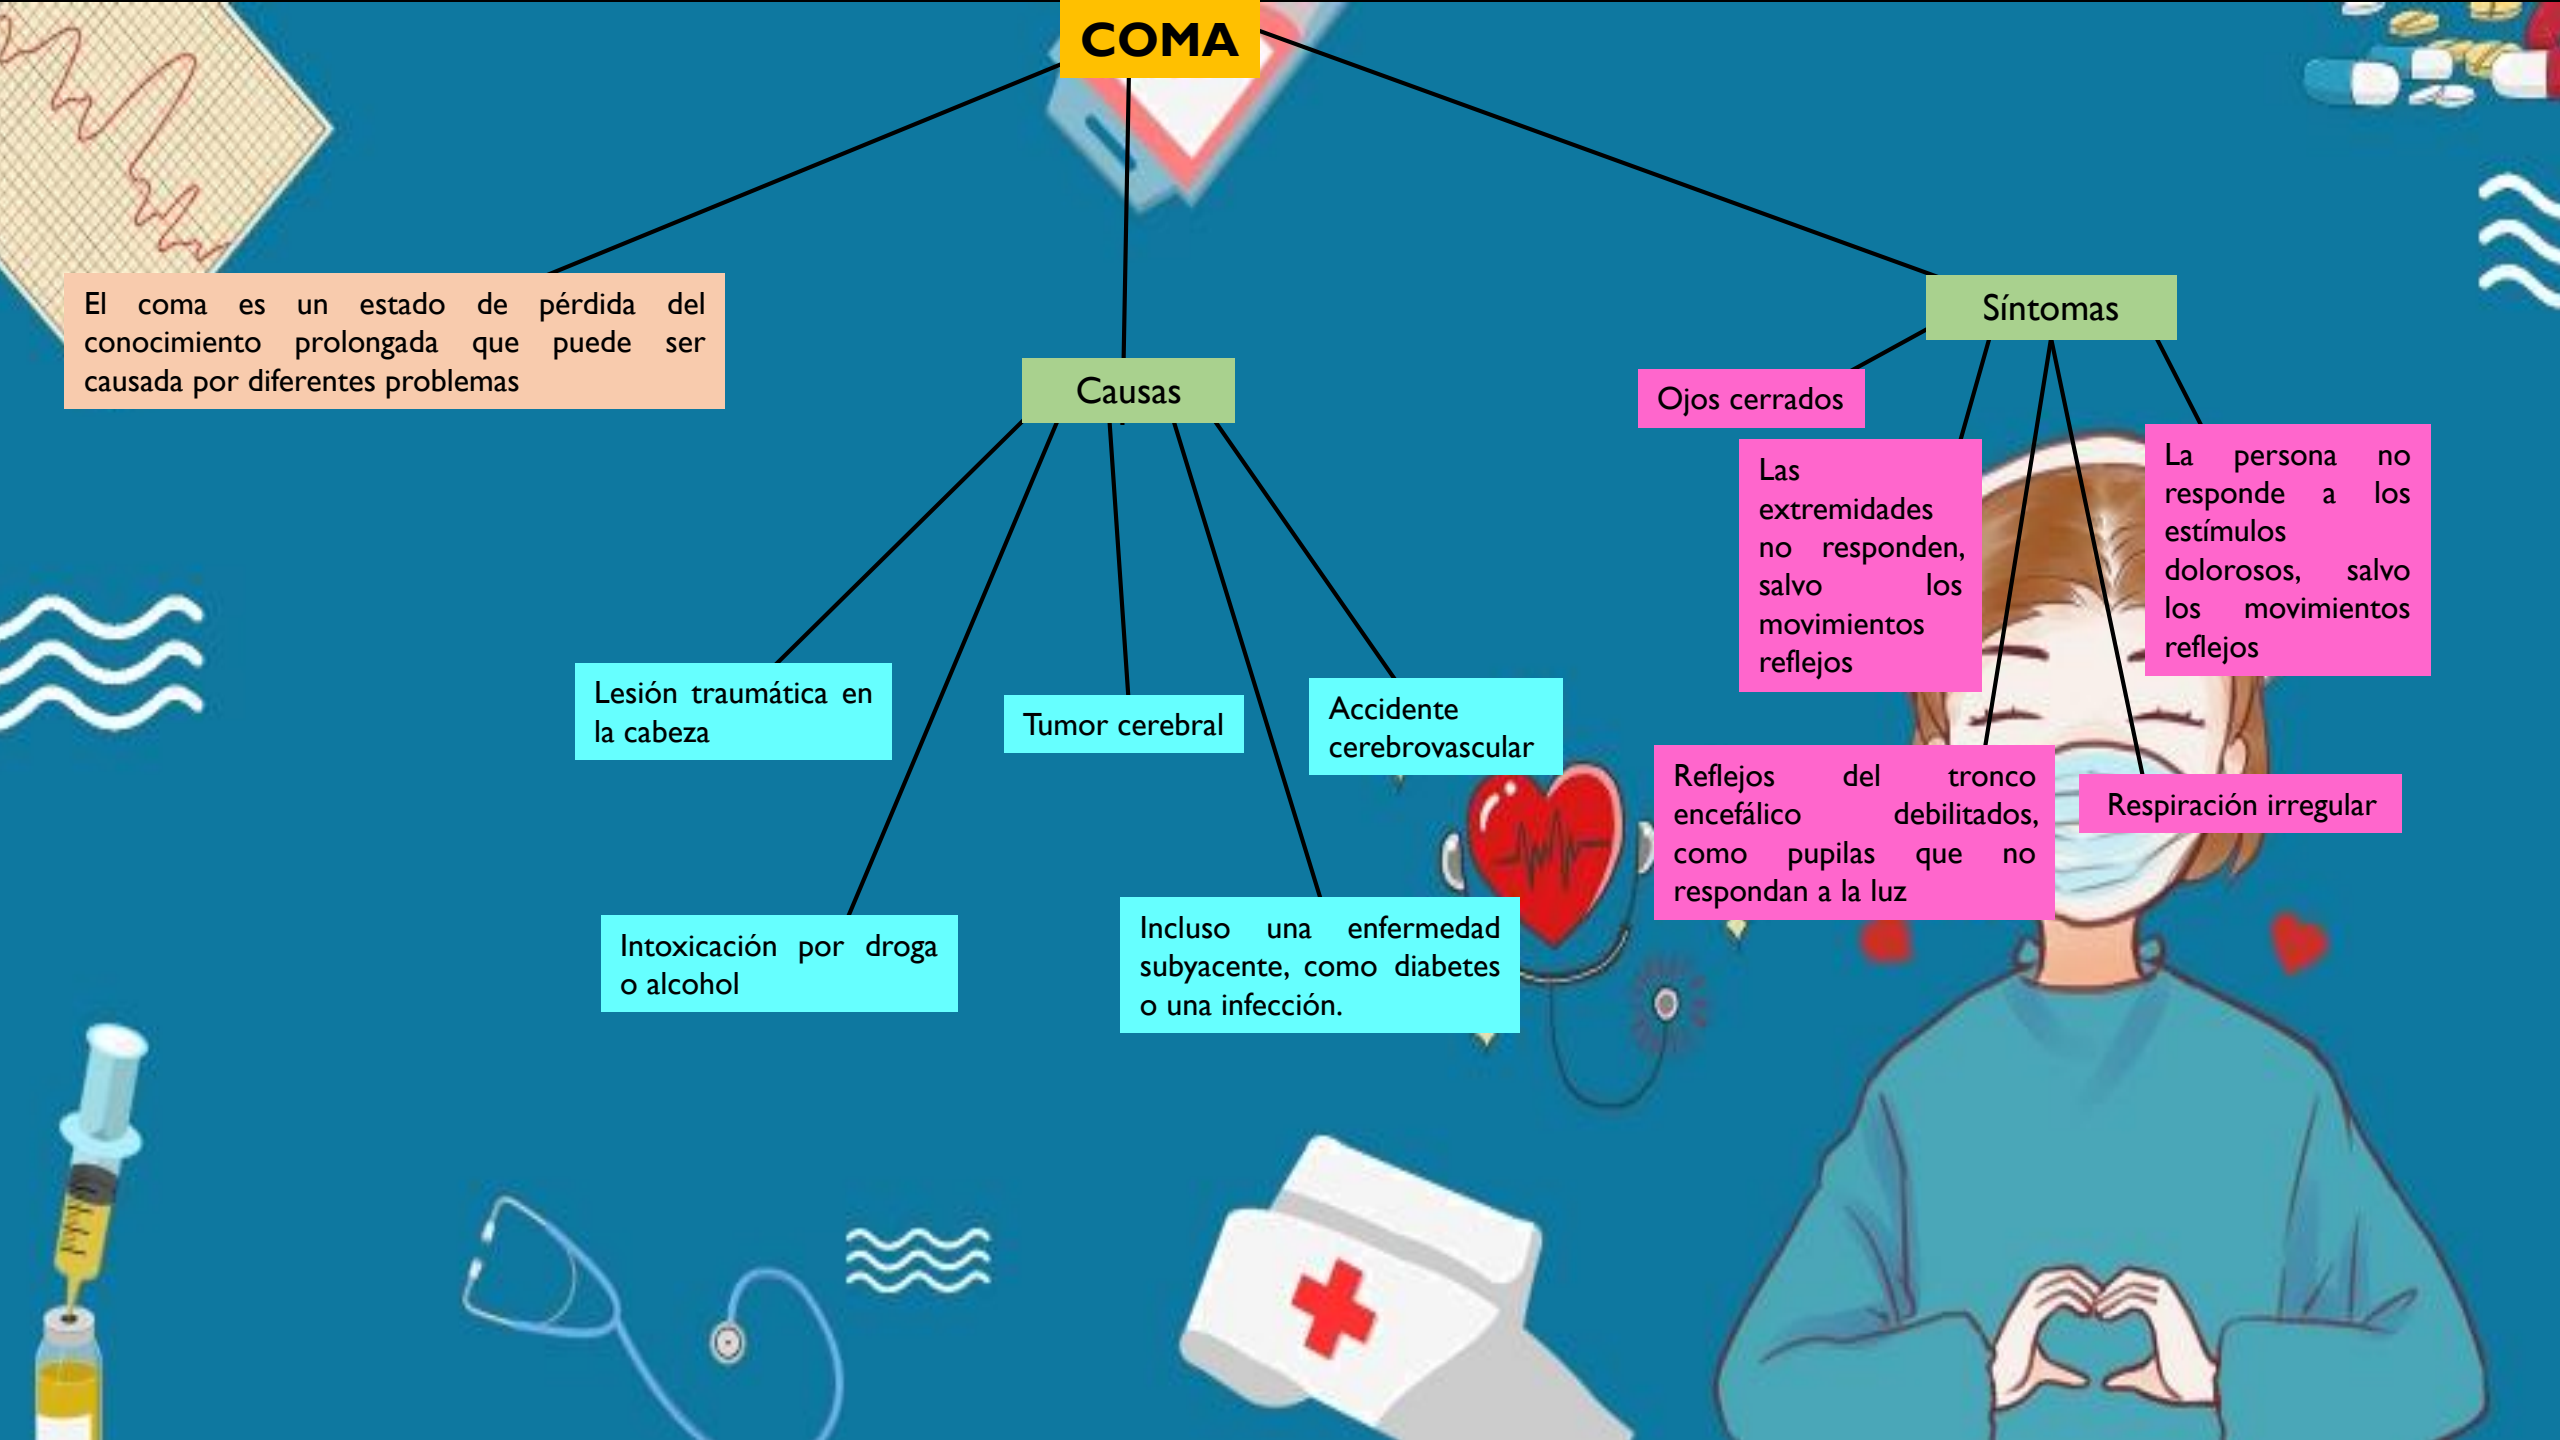 COMA
El coma es un estado de pérdida del
conocimiento prolongada que puede ser
causada por diferentes problemas
Causas
Lesión traumática en
la cabeza
Intoxicación por droga
o alcohol
Tumor cerebral
Incluso una enfermedad
subyacente, como diabetes
o una infección.
Accidente
cerebrovascular
Síntomas
Ojos cerrados
Las
extremidades
no responden,
salvo los
movimientos
reflejos
Reflejos del tronco
encefálico debilitados,
como pupilas que no
respondan a la luz
Respiración irregular
La persona no
responde a los
estímulos
dolorosos, salvo
los movimientos
reflejos